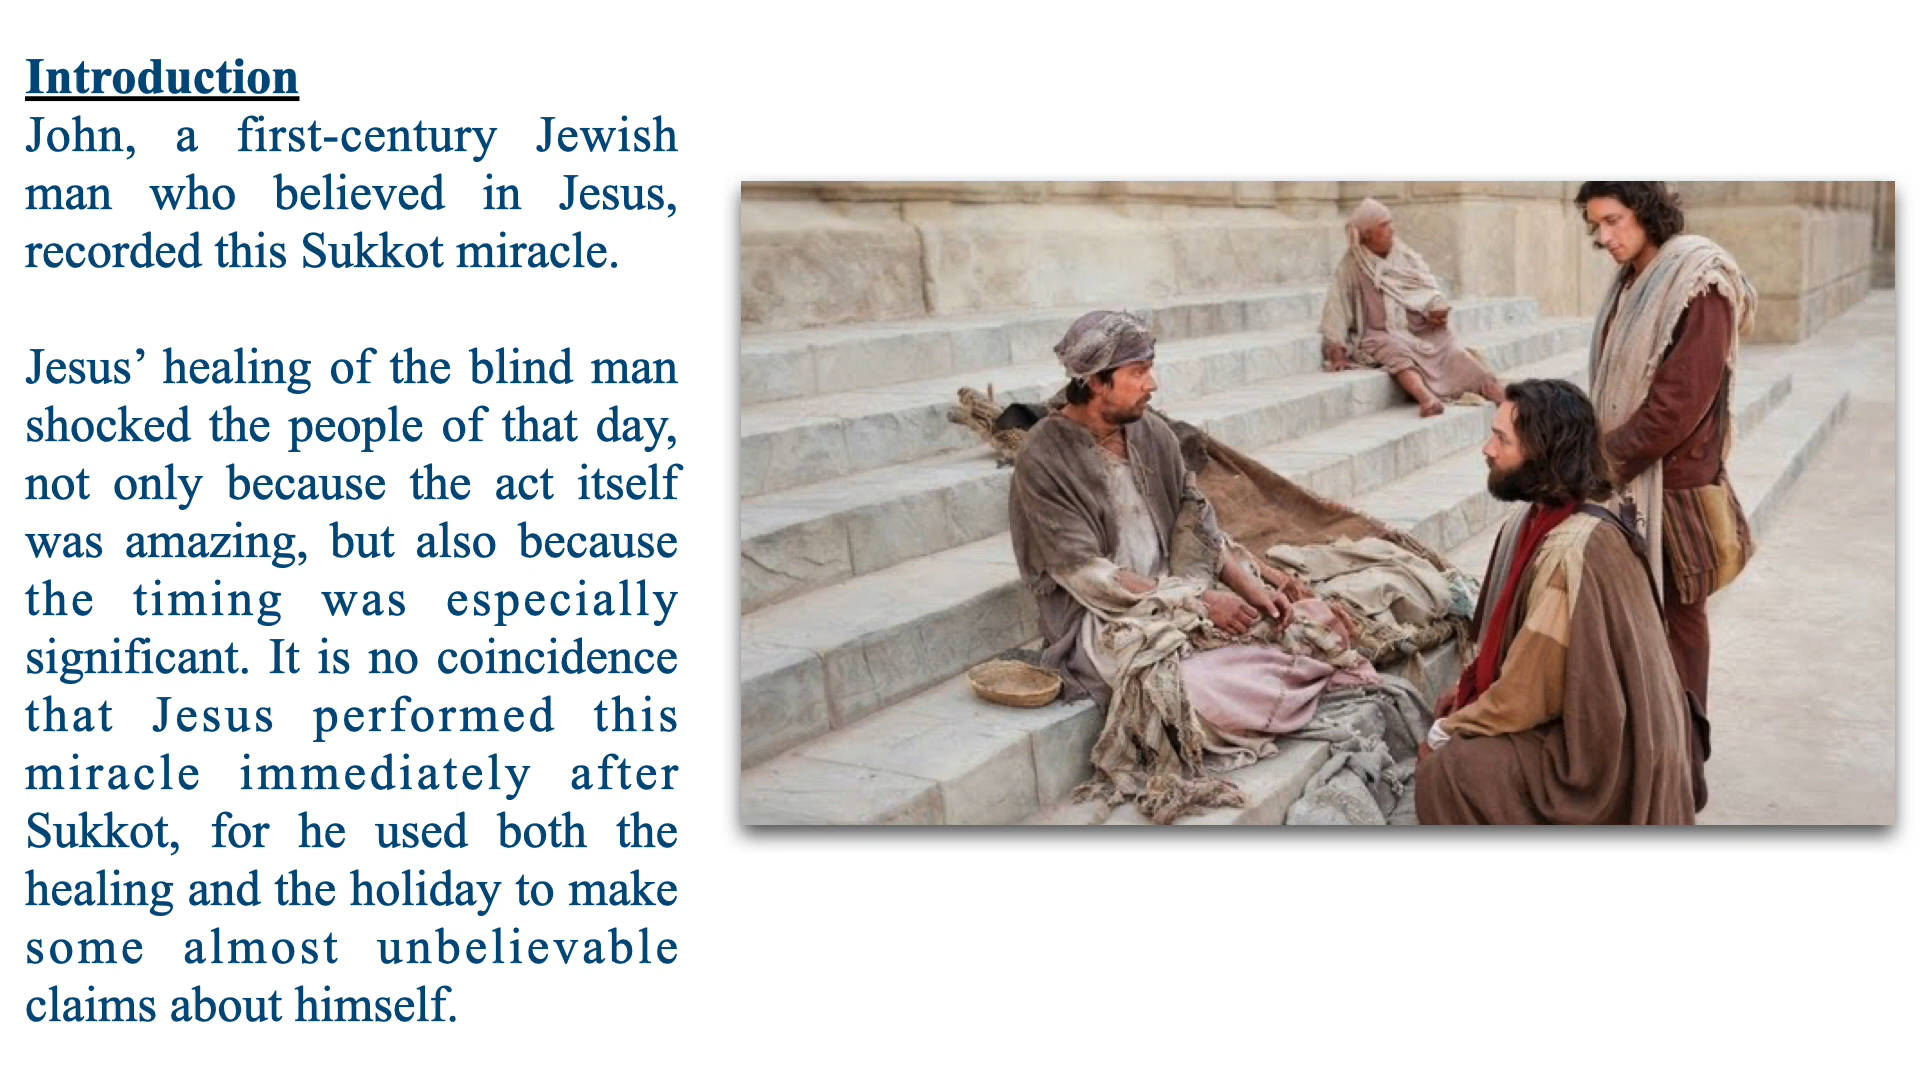 Introduction
John, a first-century Jewish
man who believed in Jesus,
recorded this Sukkot miracle.
Jesus’ healing of the blind man
shocked the people of that day,
not only because the act itself
was amazing, but also because
the timing was especially
significant. It is no coincidence
that Jesus performed this
miracle immediately after
Sukkot, for he used both the
healing and the holiday to make
some almost unbelievable
claims about himself.